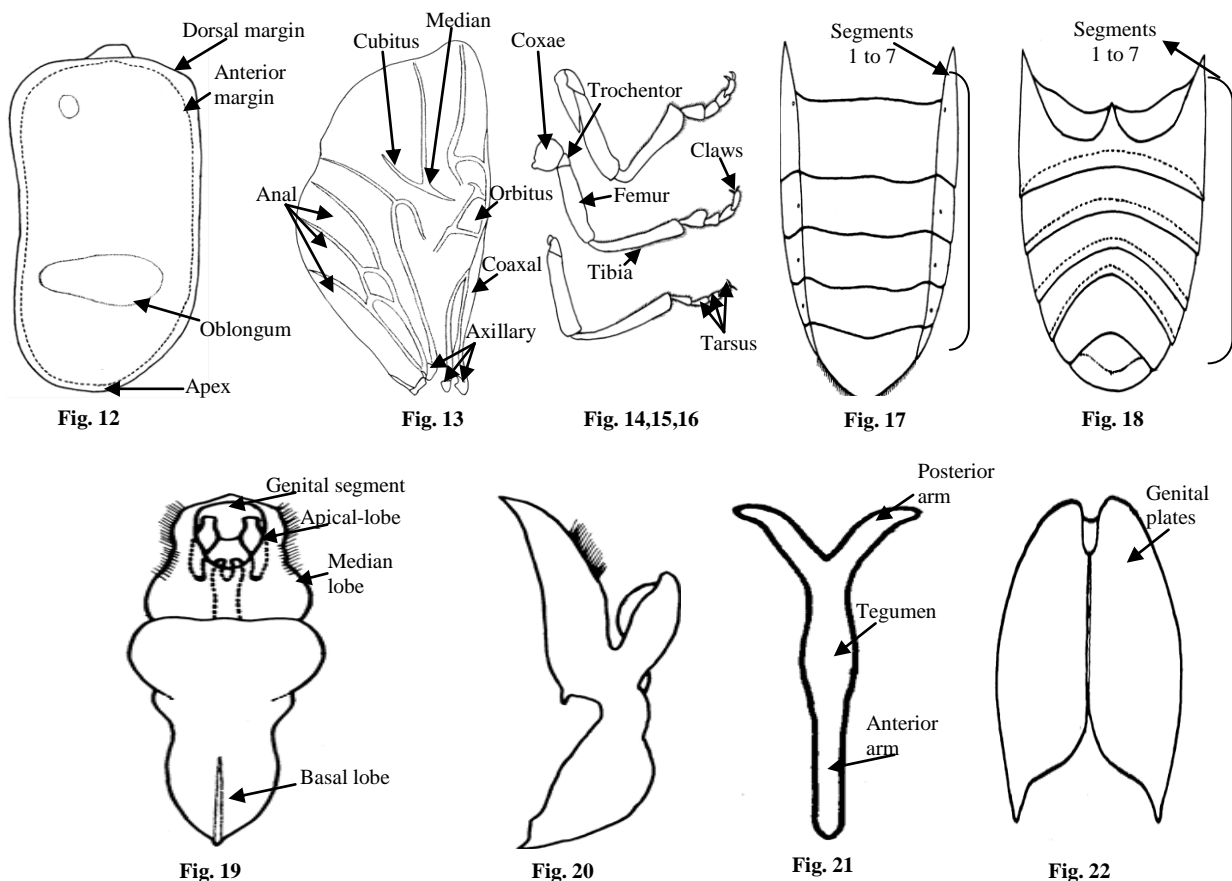 Dorsal margin
Anterior
margin
Oblongum
Apex
Fig. 12
Cubitus
Median
Anal
Orbitus
Coaxal
Axillary
Fig. 13
Coxae
Trochentor
Claws
Femur
Tibia
Tarsus
Fig. 14,15,16
Segments
1 to 7
Fig. 17
Segments
1 to 7
Fig. 18
Genital segment
Apical-lobe
Median
lobe
Basal lobe
Fig. 19
Fig. 20
Posterior
arm
Tegumen
Anterior
arm
Fig. 21
Genital
plates
Fig. 22